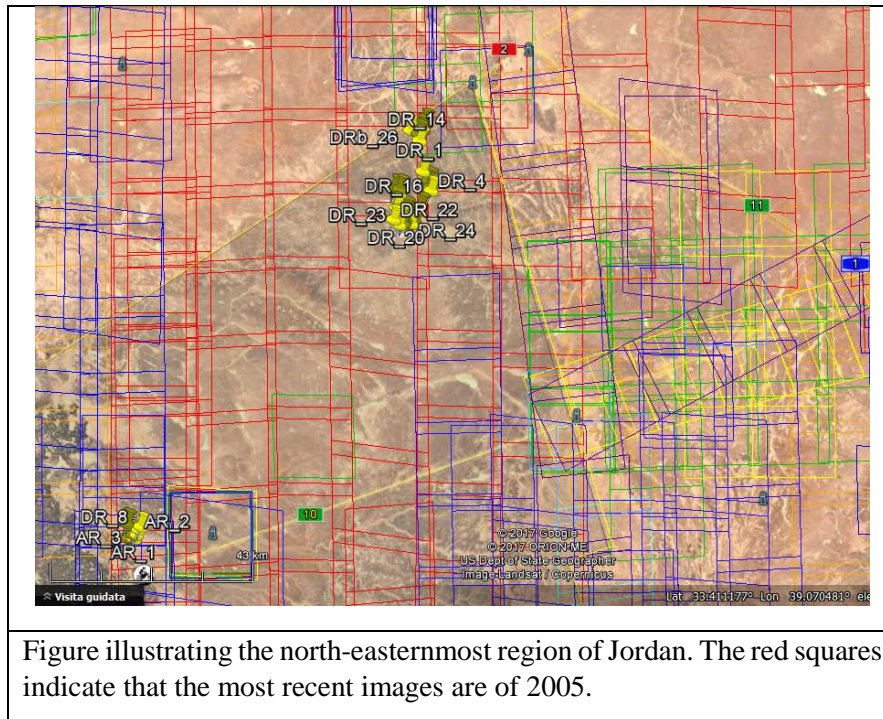 2
DR_14
DRb_26
DR_1
DR_16
DR_4
11
DR_23
DR_22
DR_20
DR_24
1
DR_8
AR_2
10
AR_3
AR_1
43 km
© 2017 Google
© 2017 ORION-ME
US Dept of State Geographer
Image Landsat / Copernicus
Visita guidata
Lat 33.411177° Lon 39.070481° ele
Figure illustrating the north-easternmost region of Jordan. The red squares
indicate that the most recent images are of 2005.